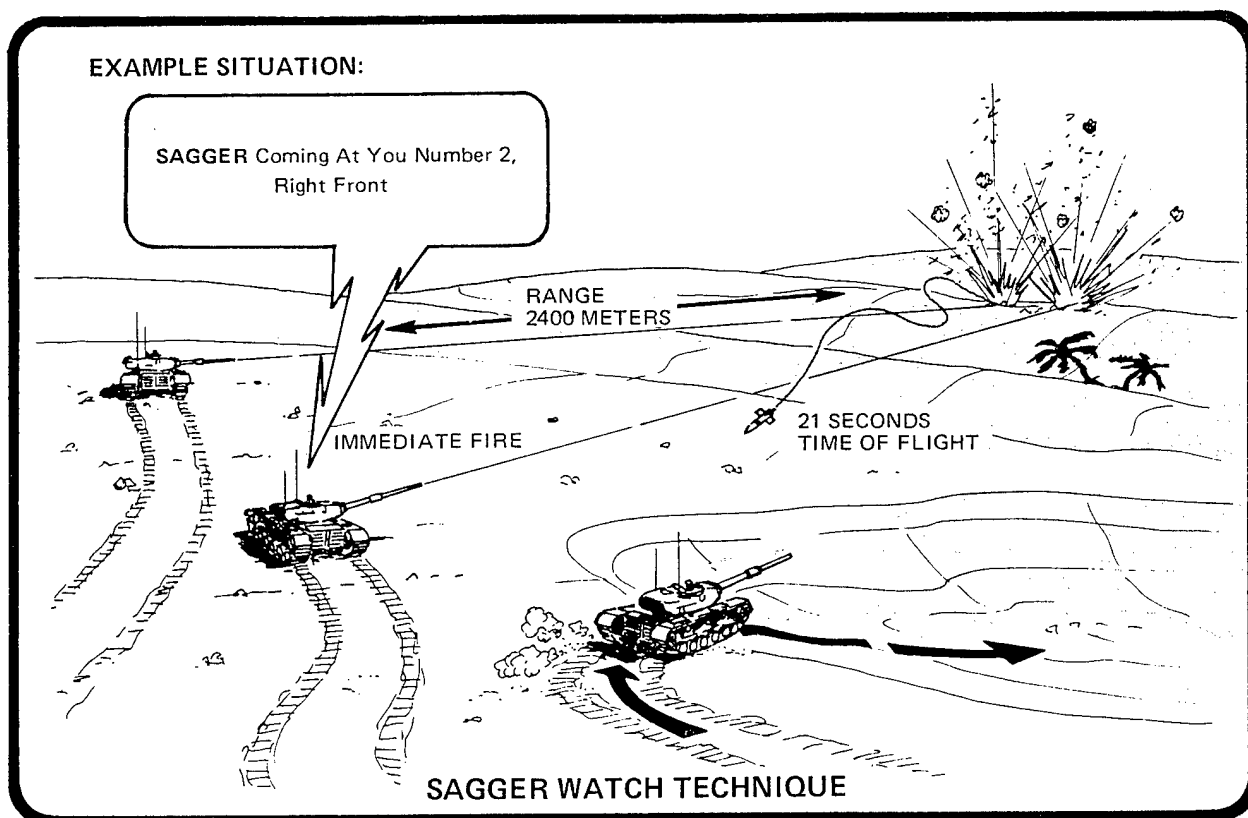 EXAMPLE SITUATION:
SAGGER Coming At You Number 2,
Right Front
RANGE
2400 METERS
IMMEDIATE FIRE
21 SECONDS
TIME OF FLIGHT
SAGGER WATCH TECHNIQUE